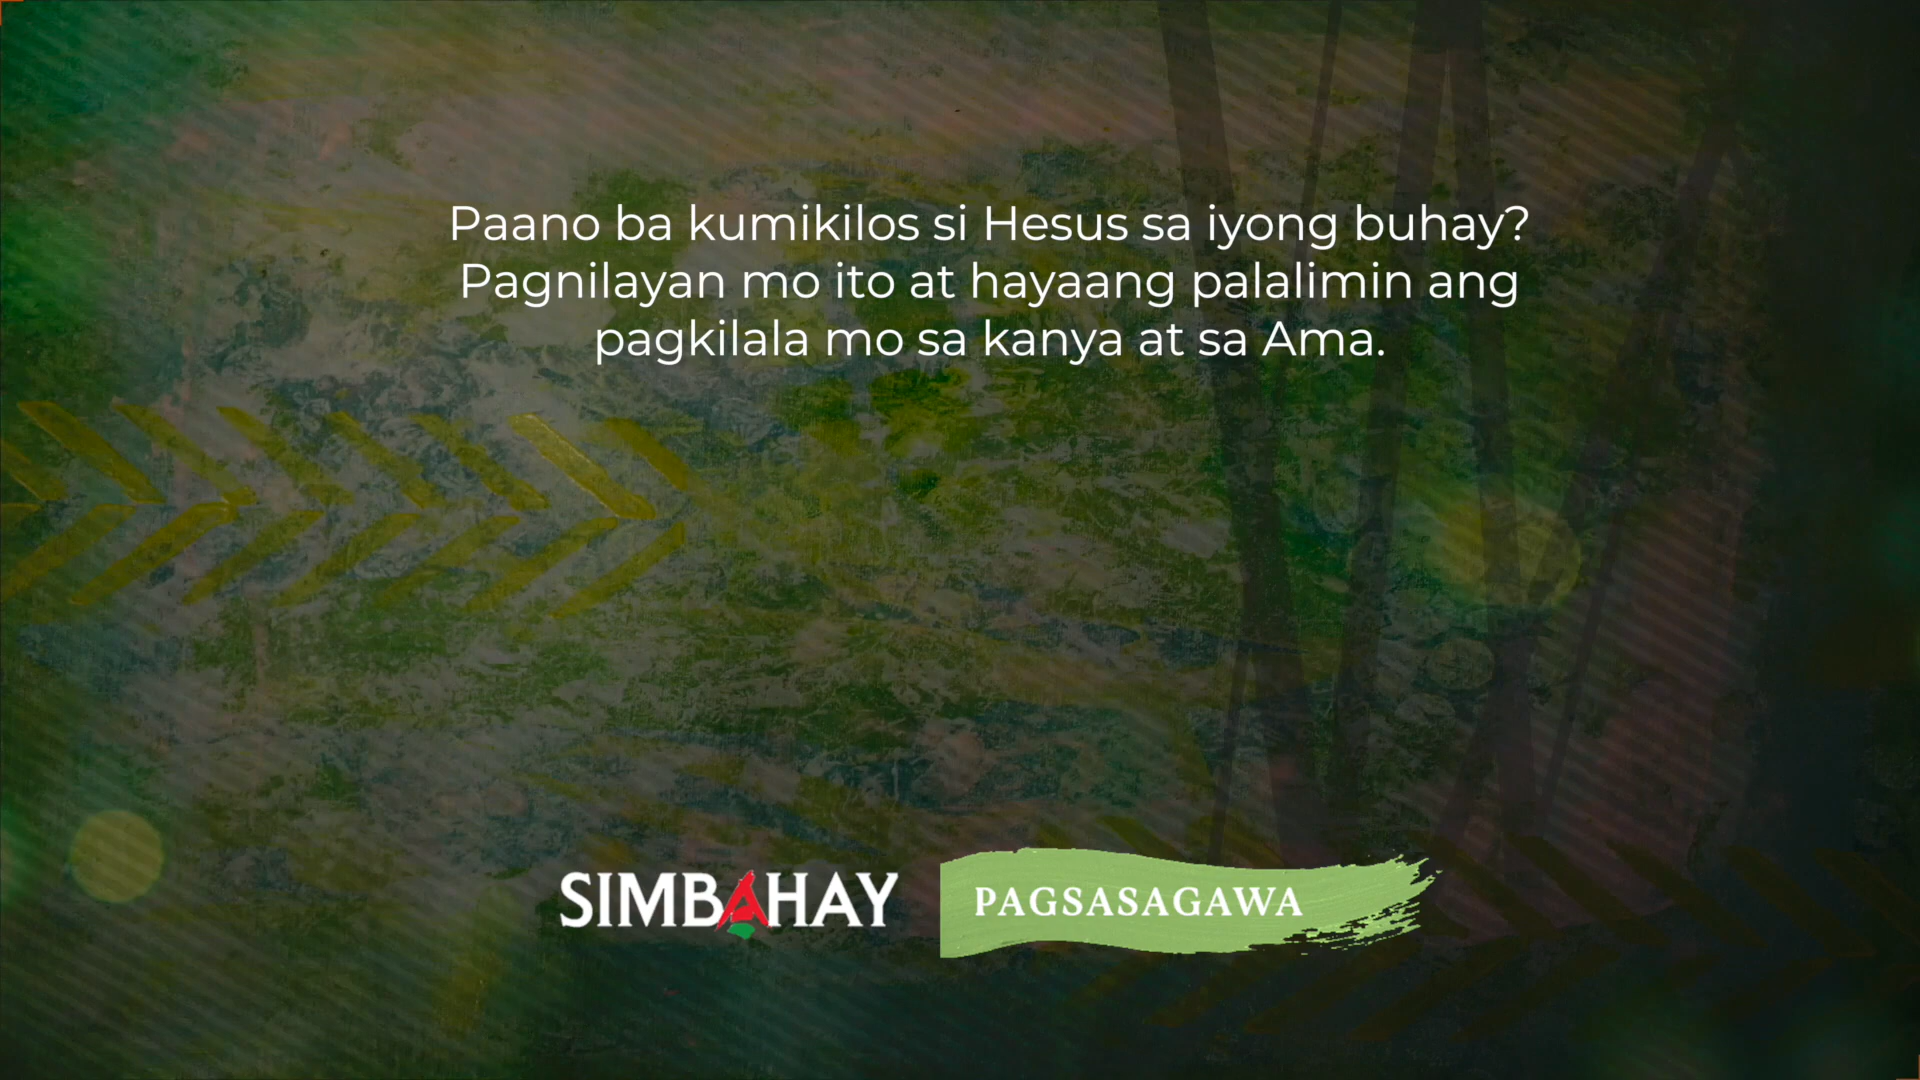 Paano ba kumikilos si Hesus sa iyong buhay?
Pagnilayan mo ito at hayaang palalimin ang
pagkilala mo sa kanya at sa Ama.
SIMBAHAY
PAGSASAGAWA